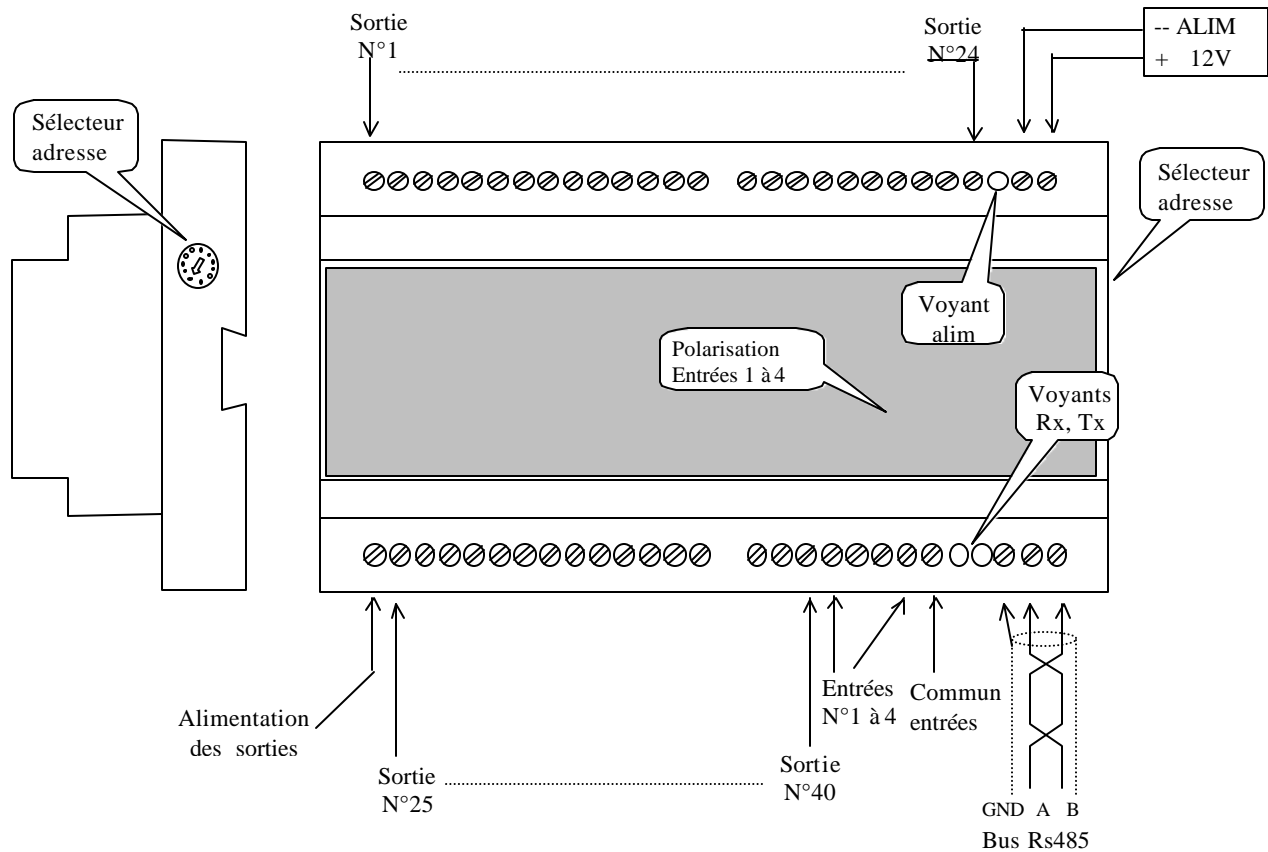 Sortie
N°1
Sortie
N°24
-- ALIM
+ 12V
Sélecteur
adresse
Sélecteur
adresse
Voyant
alim
Polarisation
Entrées 1 à 4
Voyants
Rx, Tx
Alimentation
des sorties
Sortie
N°25
Sortie
N°40
Entrées
N°1 à 4
Commun
entrées
GND A B
Bus Rs485